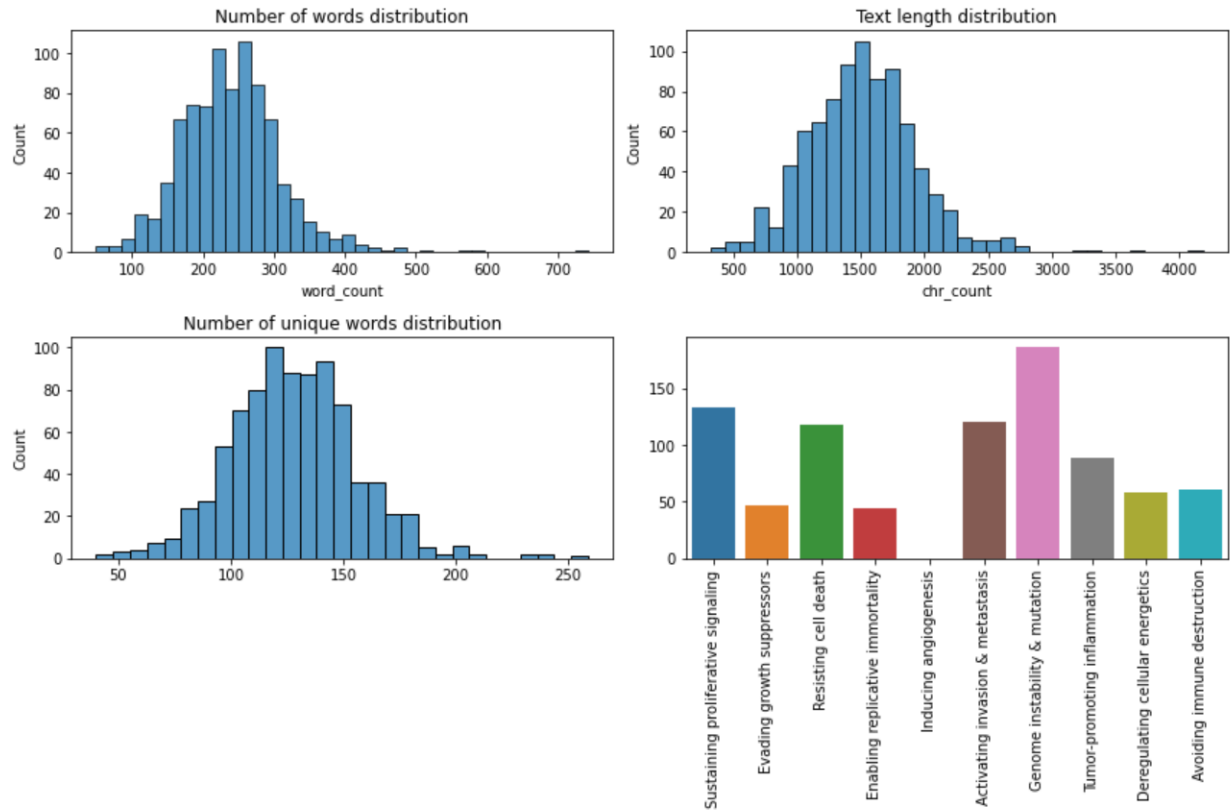 Number of words distribution
100
80
60
40
20
0
Count
100
200
300
400
500
600
700
word_count
Text length distribution
100
80
60
40
20
0
Count
500
1000
1500
2000
2500
3000
3500
4000
chr_count
Number of unique words distribution
100
80
60
40
20
0
Count
50
100
150
200
250
150
100
50
0
Sustaining proliferative signaling
Evading growth suppressors
Resisting cell death
Enabling replicative immortality
Inducing angiogenesis
Activating invasion & metastasis
Genome instability & mutation
Tumor-promoting inflammation
Deregulating cellular energetics
Avoiding immune destruction